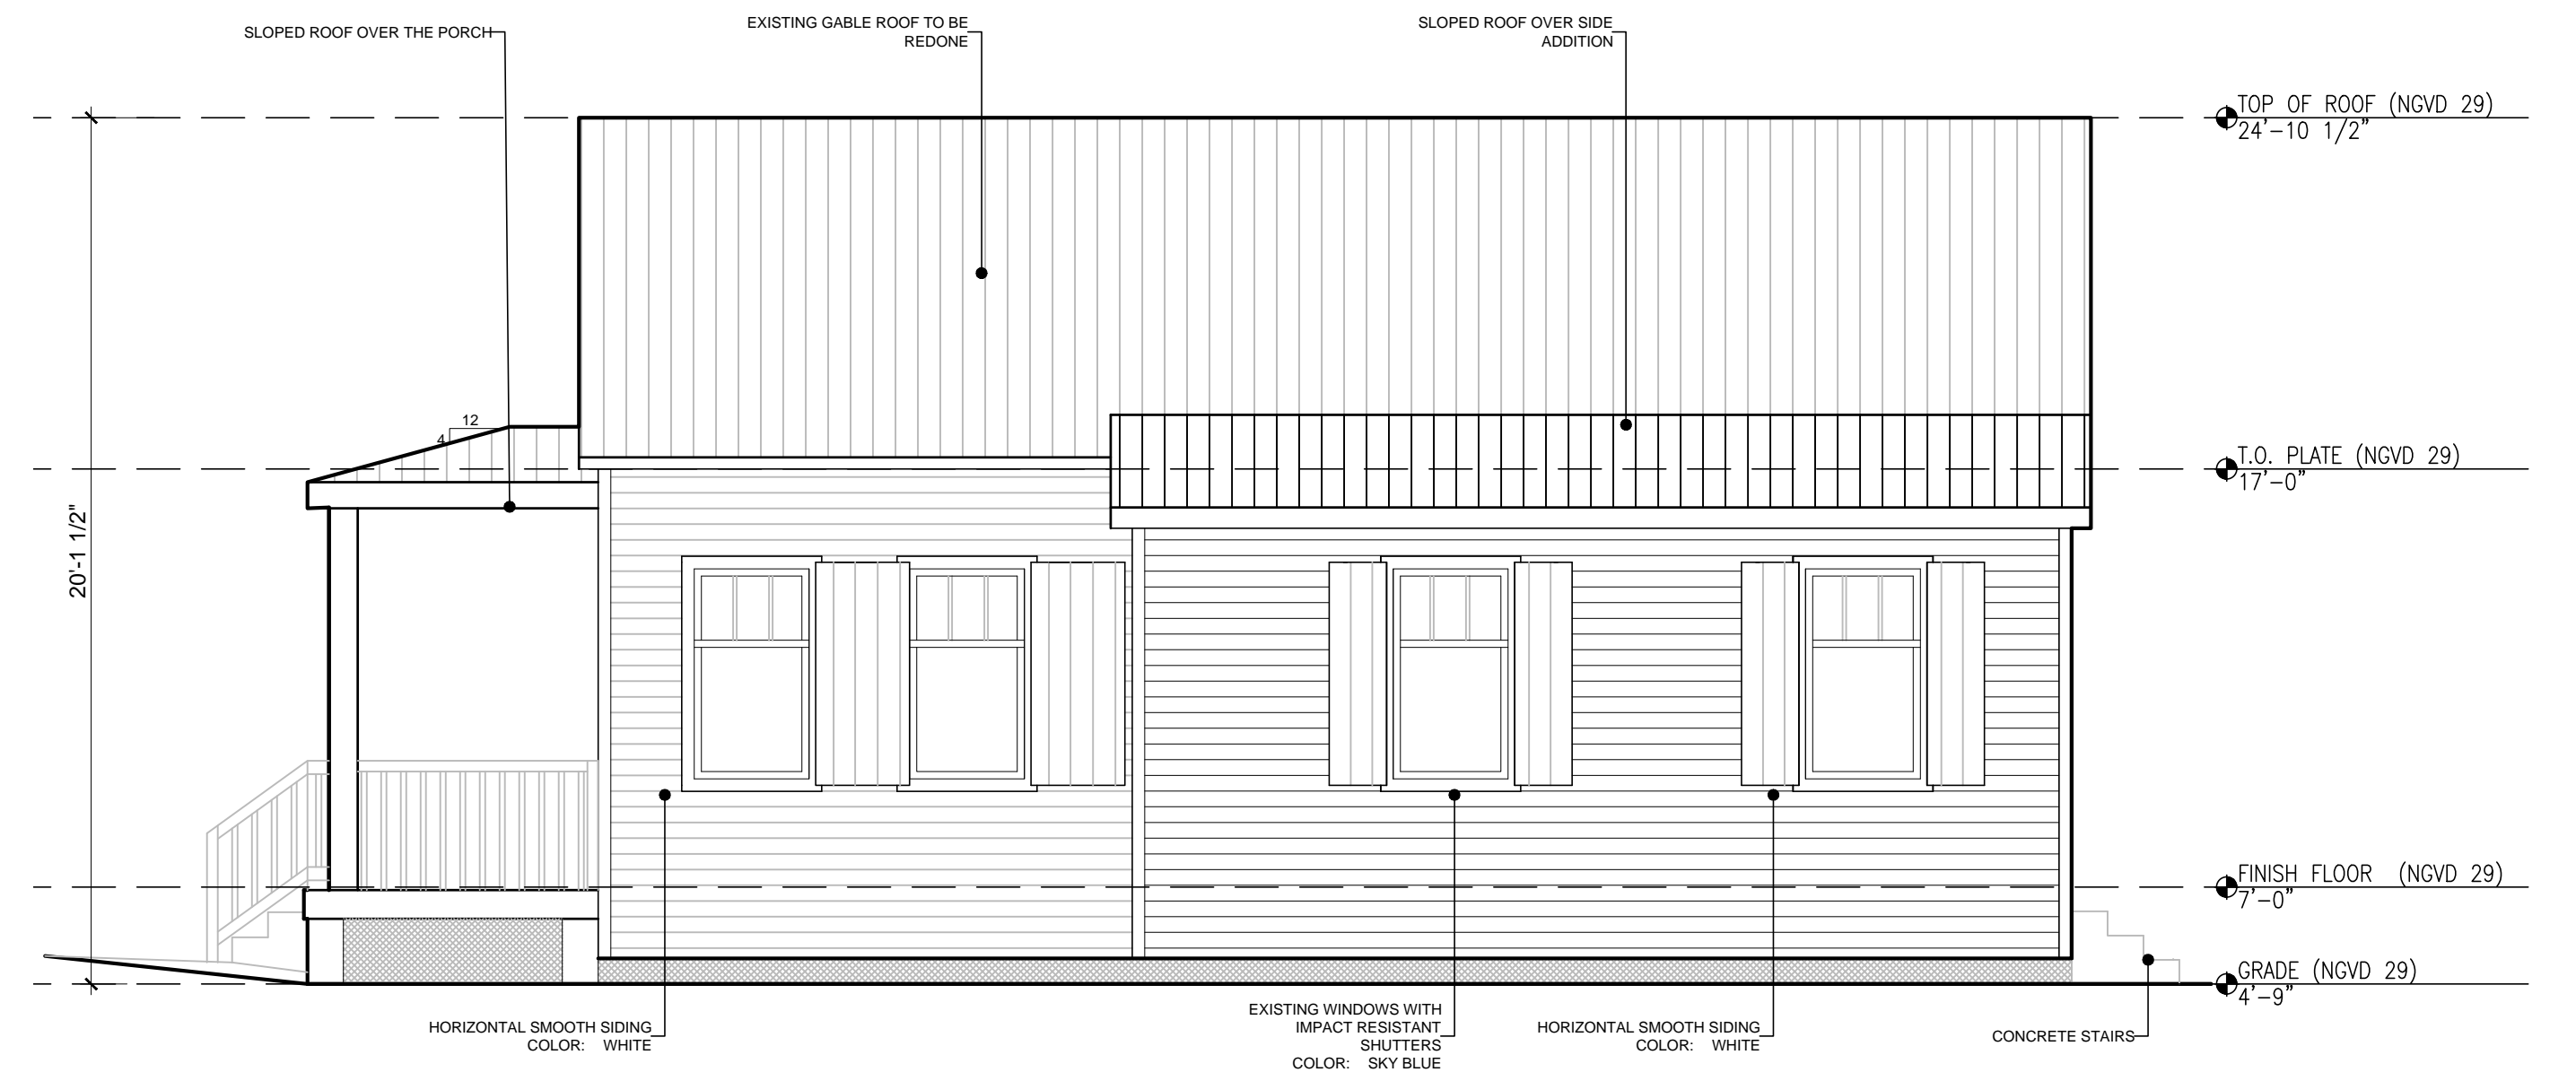 EXISTING GABLE ROOF TO BE
REDONE
SLOPED ROOF OVER SIDE
ADDITION
SLOPED ROOF OVER THE PORCH
TOP OF ROOF (NGVD 29)
24'-10 1/2"
12
4
T.O. PLATE (NGVD 29)
17'-0"
20'-1 1/2"
FINISH FLOOR (NGVD 29)
7'-0"
GRADE (NGVD 29)
4'-9"
HORIZONTAL SMOOTH SIDING
COLOR: WHITE
EXISTING WINDOWS WITH
IMPACT RESISTANT
SHUTTERS
COLOR: SKY BLUE
HORIZONTAL SMOOTH SIDING
COLOR: WHITE
CONCRETE STAIRS